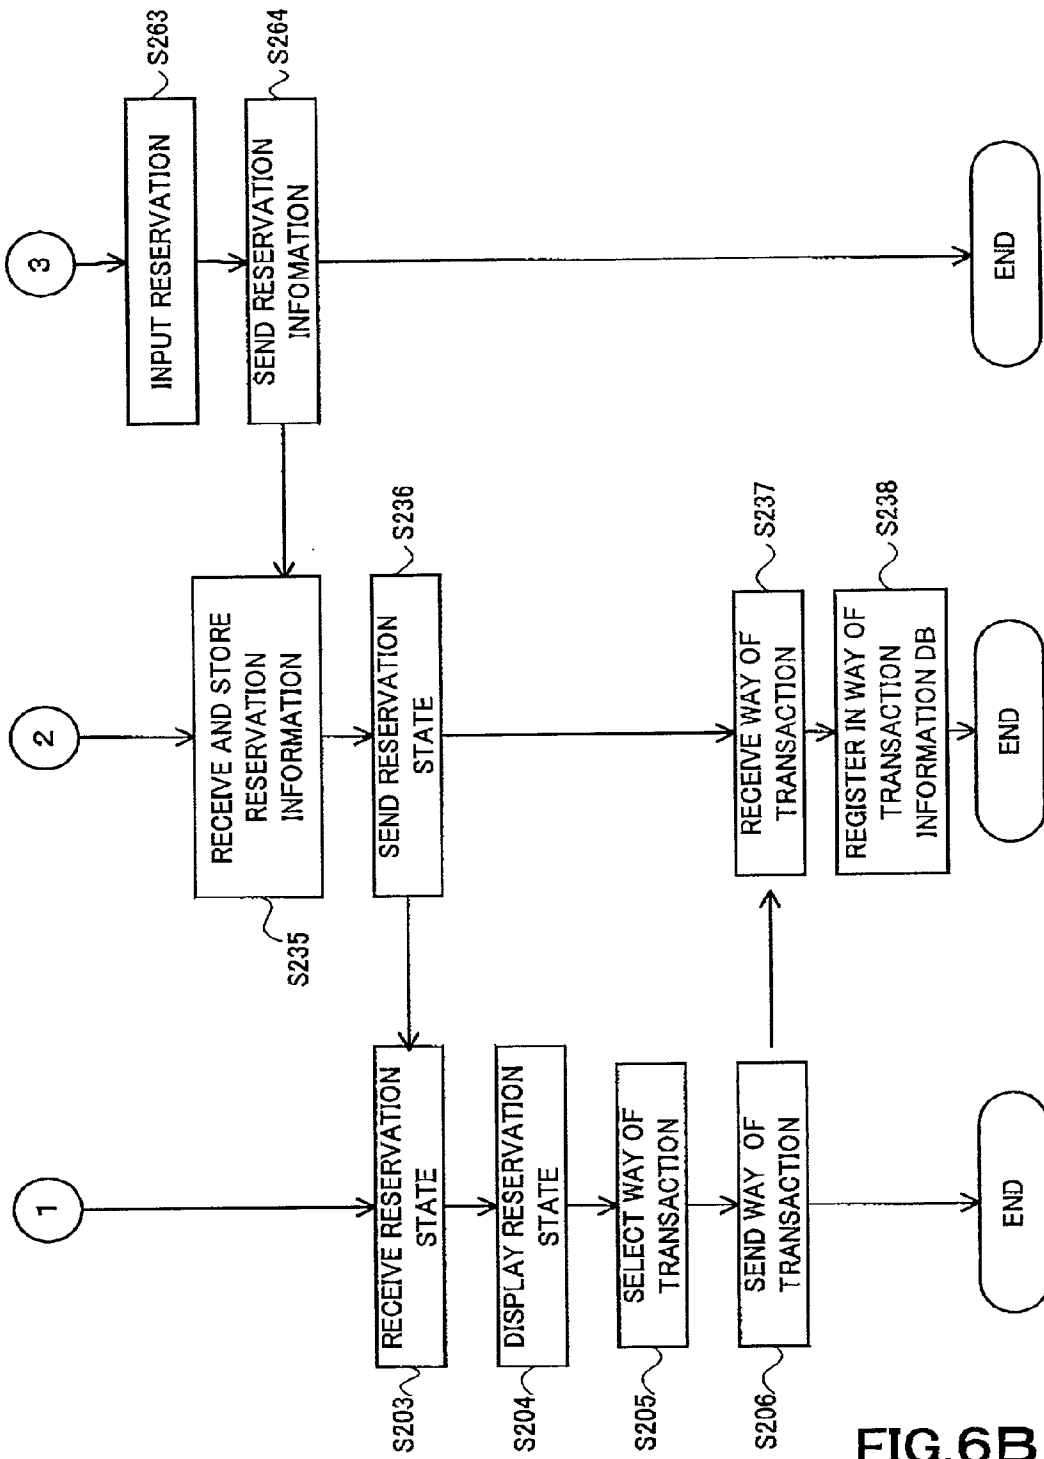 1
RECEIVE RESERVATION
STATE
S203
DISPLAY RESERVATION
STATE
S204
SELECT WAY OF
TRANSACTION
S205
SEND WAY OF
TRANSACTION
S206
END
2
RECEIVE AND STORE
RESERVATION
INFORMATION
S235
SEND RESERVATION
STATE
S236
RECEIVE WAY OF
TRANSACTION
S237
REGISTER IN WAY OF
TRANSACTION
INFORMATION DB
S238
END
3
INPUT RESERVATION
S263
SEND RESERVATION
INFOMATION
S264
END
FIG.6B